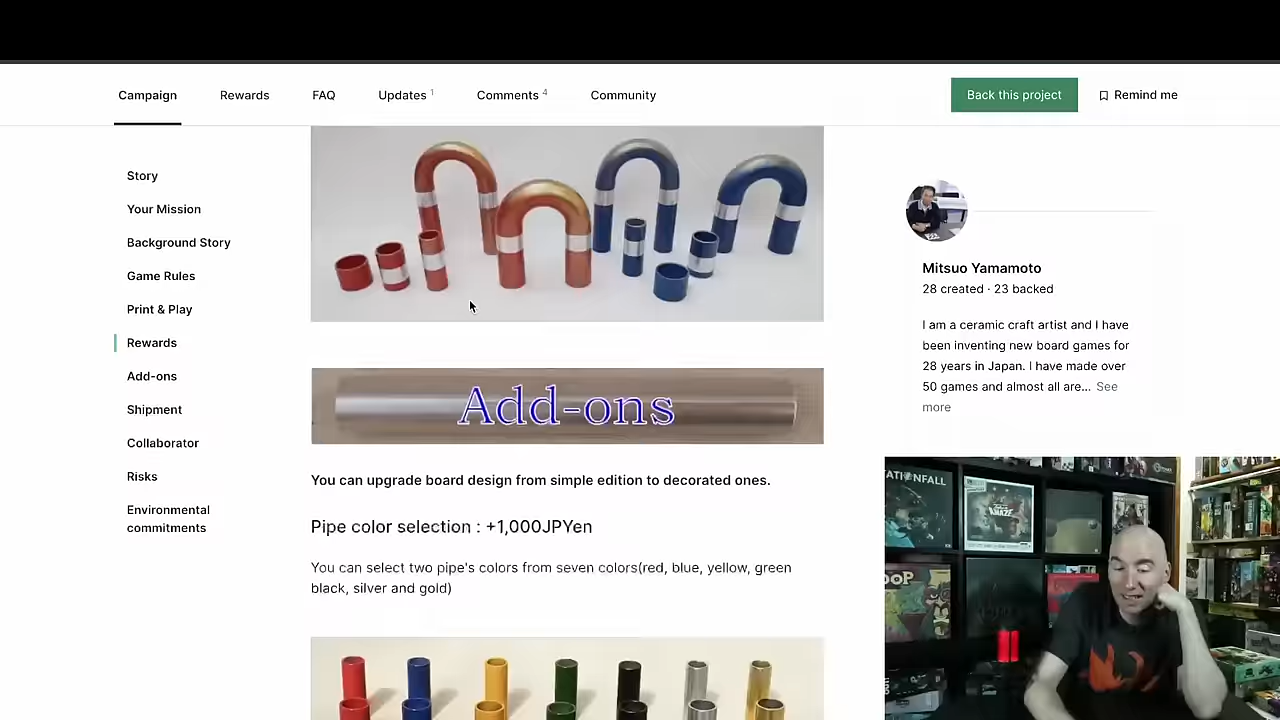 Campaign
Rewards
FAQ
Updates 1
Comments 4
Community
Back this project
Remind me
Story
Your Mission
Background Story
Game Rules
Print & Play
Rewards
Add-ons
Shipment
Collaborator
Risks
Environmental
commitments
Add-ons
You can upgrade board design from simple edition to decorated ones.
Pipe color selection : +1,000JPYen
You can select two pipe's colors from seven colors(red, blue, yellow, green
black, silver and gold)
Mitsuo Yamamoto
28 created · 23 backed
I am a ceramic craft artist and I have
been inventing new board games for
28 years in Japan. I have made over
50 games and almost all are... See
more